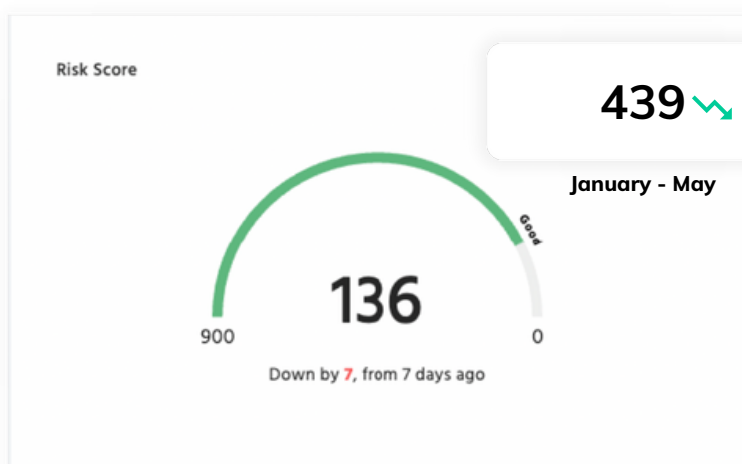 Risk Score
439
January - May
Good
136
900
0
Down by 7, from 7 days ago